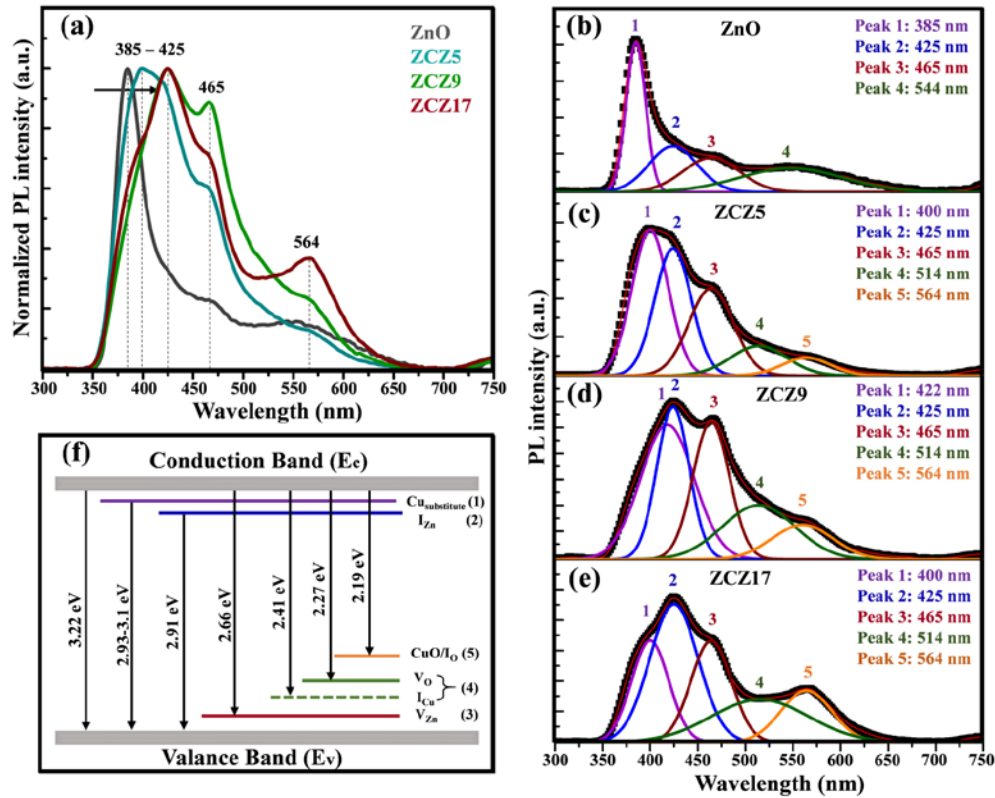 (a)
ZnO
ZCZ5
ZCZ9
ZCZ17
385 – 425
465
564
Normalized PL intensity (a.u.)
300 350 400 450 500 550 600 650 700 750
Wavelength (nm)
(b)
ZnO
1
2
3
4
Peak 1: 385 nm
Peak 2: 425 nm
Peak 3: 465 nm
Peak 4: 544 nm
(c)
ZCZ5
1
2
3
4
5
Peak 1: 400 nm
Peak 2: 425 nm
Peak 3: 465 nm
Peak 4: 514 nm
Peak 5: 564 nm
(d)
ZCZ9
1
2
3
4
5
Peak 1: 422 nm
Peak 2: 425 nm
Peak 3: 465 nm
Peak 4: 514 nm
Peak 5: 564 nm
(e)
ZCZ17
1
2
3
4
5
Peak 1: 400 nm
Peak 2: 425 nm
Peak 3: 465 nm
Peak 4: 514 nm
Peak 5: 564 nm
PL intensity (a.u.)
300 350 400 450 500 550 600 650 700 750
Wavelength (nm)
(f)
Conduction Band (Ec)
Cusubstitute (1)
IZn (2)
3.22 eV
2.93-3.1 eV
2.91 eV
2.66 eV
2.41 eV
2.27 eV
2.19 eV
CuO/IO (5)
VO
(4)
ICu
VZn (3)
Valance Band (Ev)